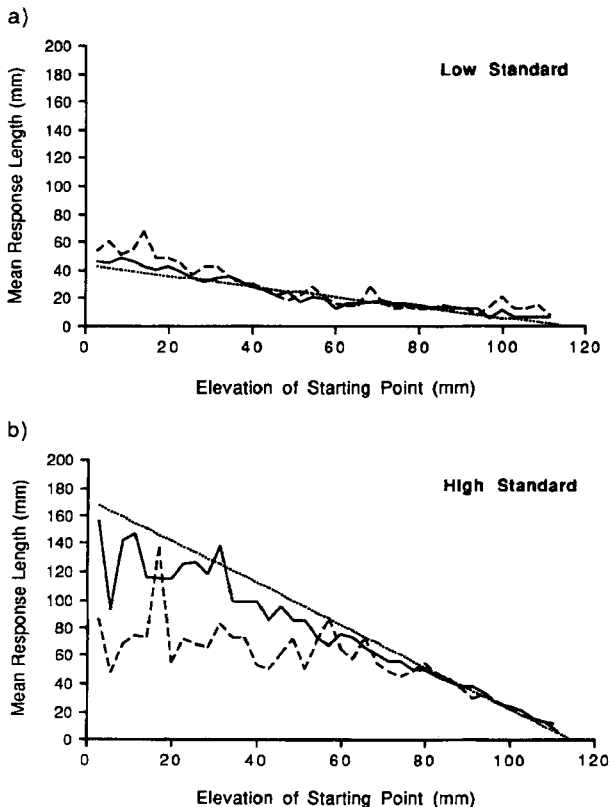 a)
Low Standard
Mean Response Length (mm)
200
180
160
140
120
100
80
60
40
20
0
0 20 40 60 80 100 120
Elevation of Starting Point (mm)
b)
High Standard
Mean Response Length (mm)
200
180
160
140
120
100
80
60
40
20
0
0 20 40 60 80 100 120
Elevation of Starting Point (mm)